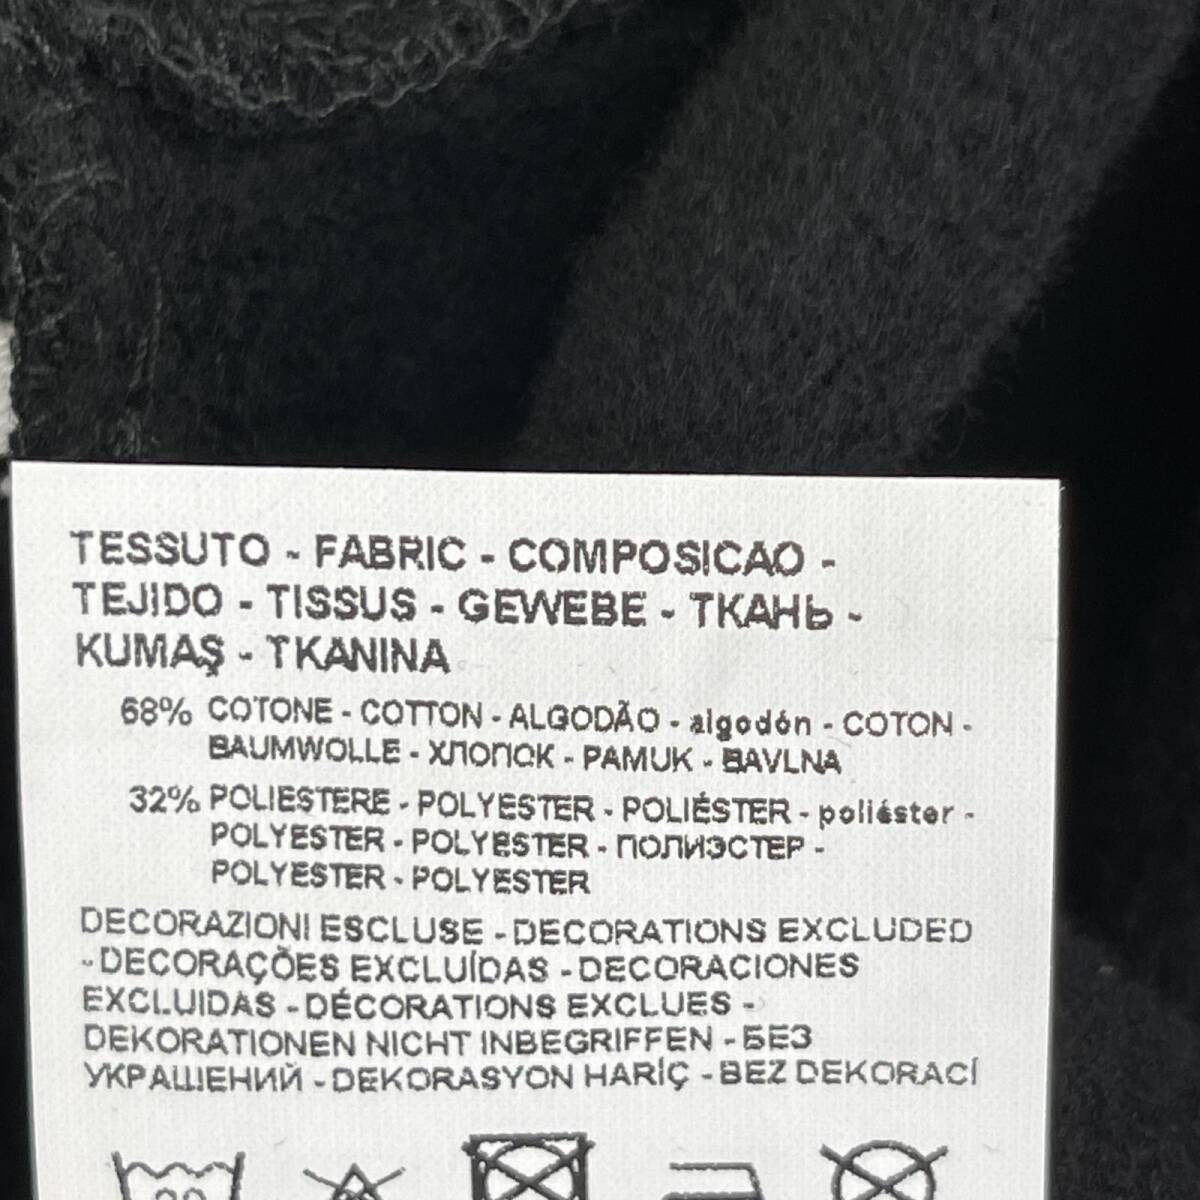 TESSUTO - FABRIC - COMPOSICAO -
TEJIDO - TISSUS - GEWEBE - ТКАНЬ -
KUMAŞ - TKANINA
68% COTONE - COTTON - ALGODÃO - algodón - COTON -
BAUMWOLLE - ХЛОПОК - PAMUK - BAVLNA
32% POLIESTERE - POLYESTER - POLIÉSTER - poliéster -
POLYESTER - POLYESTER - ПОЛИЭСТЕР -
POLYESTER - POLYESTER
DECORAZIONI ESCLUSE - DECORATIONS EXCLUDED
- DECORAÇÕES EXCLUÍDAS - DECORACIONES
EXCLUIDAS - DÉCORATIONS EXCLUES -
DEKORATIONEN NICHT INBEGRIFFEN - БЕЗ
УКРАШЕНИЙ - DEKORASYON HARİÇ - BEZ DEKORACÍ